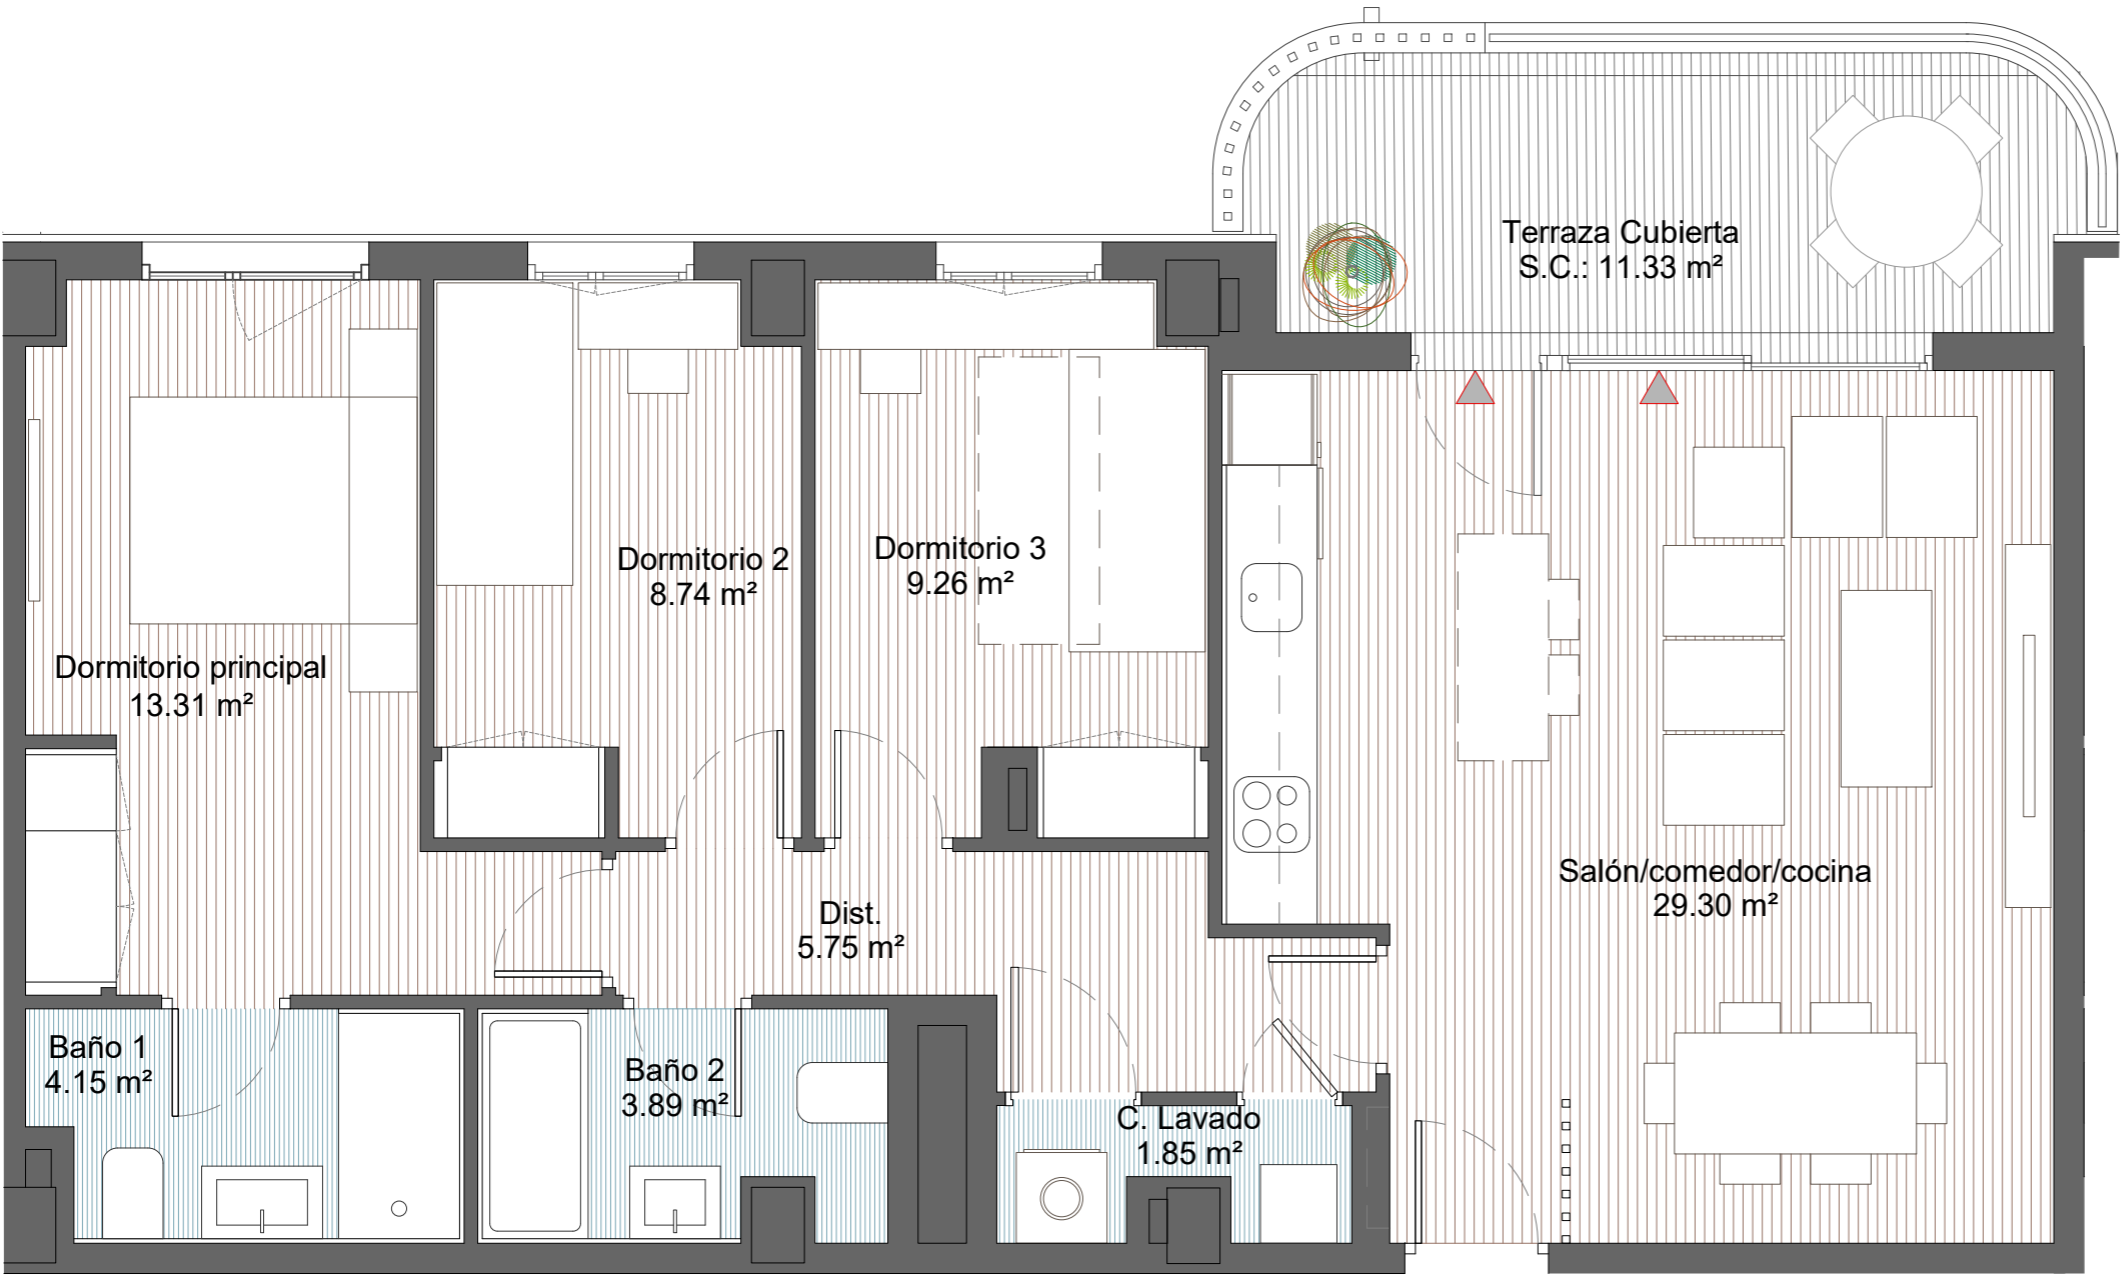 Terraza Cubierta
S.C.: 11.33 m²
Dormitorio 2
8.74 m²
Dormitorio 3
9.26 m²
Dormitorio principal
13.31 m²
Salón/comedor/cocina
29.30 m²
Dist.
5.75 m²
Baño 1
4.15 m²
Baño 2
3.89 m²
C. Lavado
1.85 m²